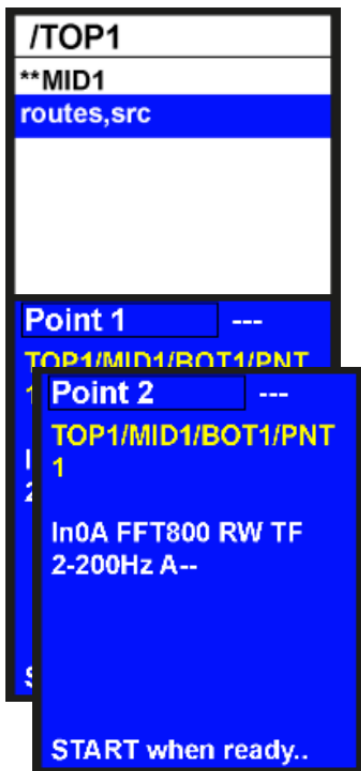 /TOP1
**MID1
routes,src
Point 1 ---
TOP1/MID1/BOT1/PNT
Point 2 ---
TOP1/MID1/BOT1/PNT
1
In0A FFT800 RW TF
2-200Hz A--
START when ready..